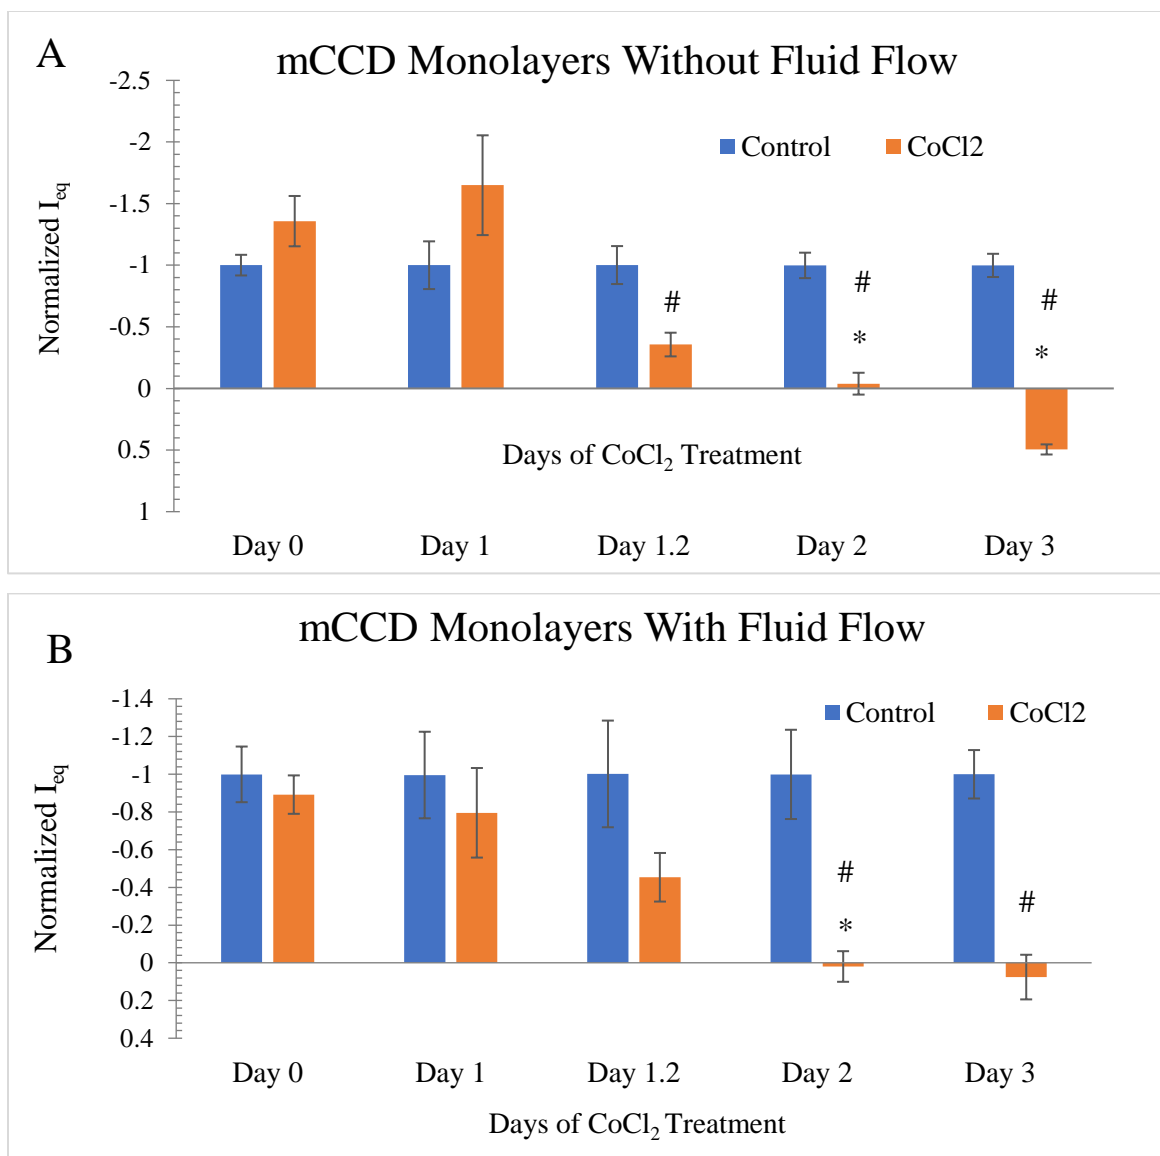 A
mCCD Monolayers Without Fluid Flow
Control CoCl2
Normalized I_eq
-2.5
-2
-1.5
-1
-0.5
0
0.5
1
#
#
*
#
*
Days of CoCl₂ Treatment
Day 0 Day 1 Day 1.2 Day 2 Day 3
B
mCCD Monolayers With Fluid Flow
Control CoCl2
Normalized I_eq
-1.4
-1.2
-1
-0.8
-0.6
-0.4
-0.2
0
0.2
0.4
#
*
#
Day 0 Day 1 Day 1.2 Day 2 Day 3
Days of CoCl₂ Treatment